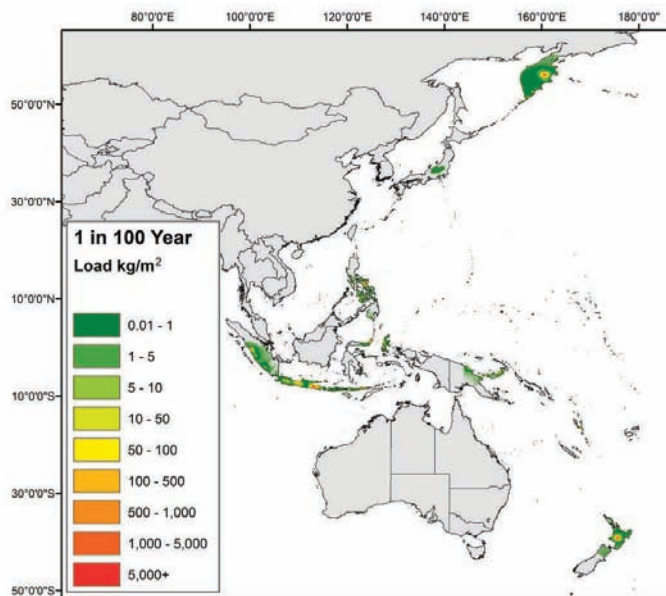 80°0'0"E 100°0'0"E 120°0'0"E 140°0'0"E 160°0'0"E 180°0'0"
50°0'0"N
30°0'0"N
10°0'0"N
10°0'0"S
30°0'0"S
50°0'0"S
1 in 100 Year
Load kg/m²
0.01 - 1
1 - 5
5 - 10
10 - 50
50 - 100
100 - 500
500 - 1,000
1,000 - 5,000
5,000+